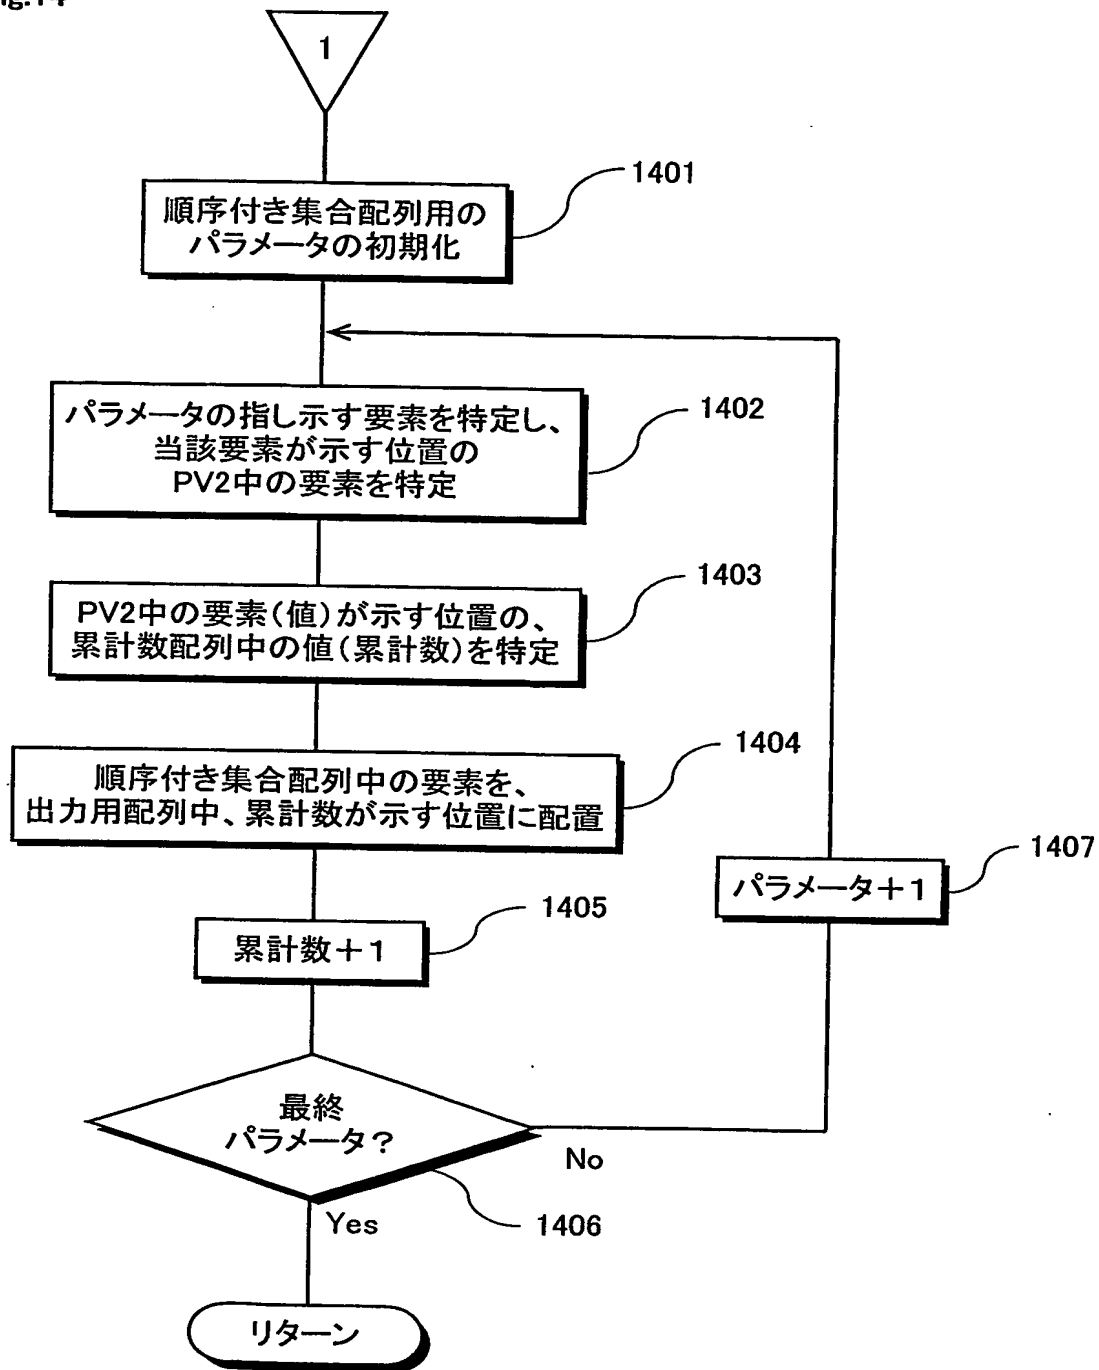 1
1401
順序付き集合配列用の
パラメータの初期化
1402
パラメータの指し示す要素を特定し、
当該要素が示す位置の
PV2中の要素を特定
1403
PV2中の要素(値)が示す位置の、
累計数配列中の値(累計数)を特定
1404
順序付き集合配列中の要素を、
出力用配列中、累計数が示す位置に配置
1407
パラメータ+1
1405
累計数+1
最終
パラメータ?
No
1406
Yes
リターン